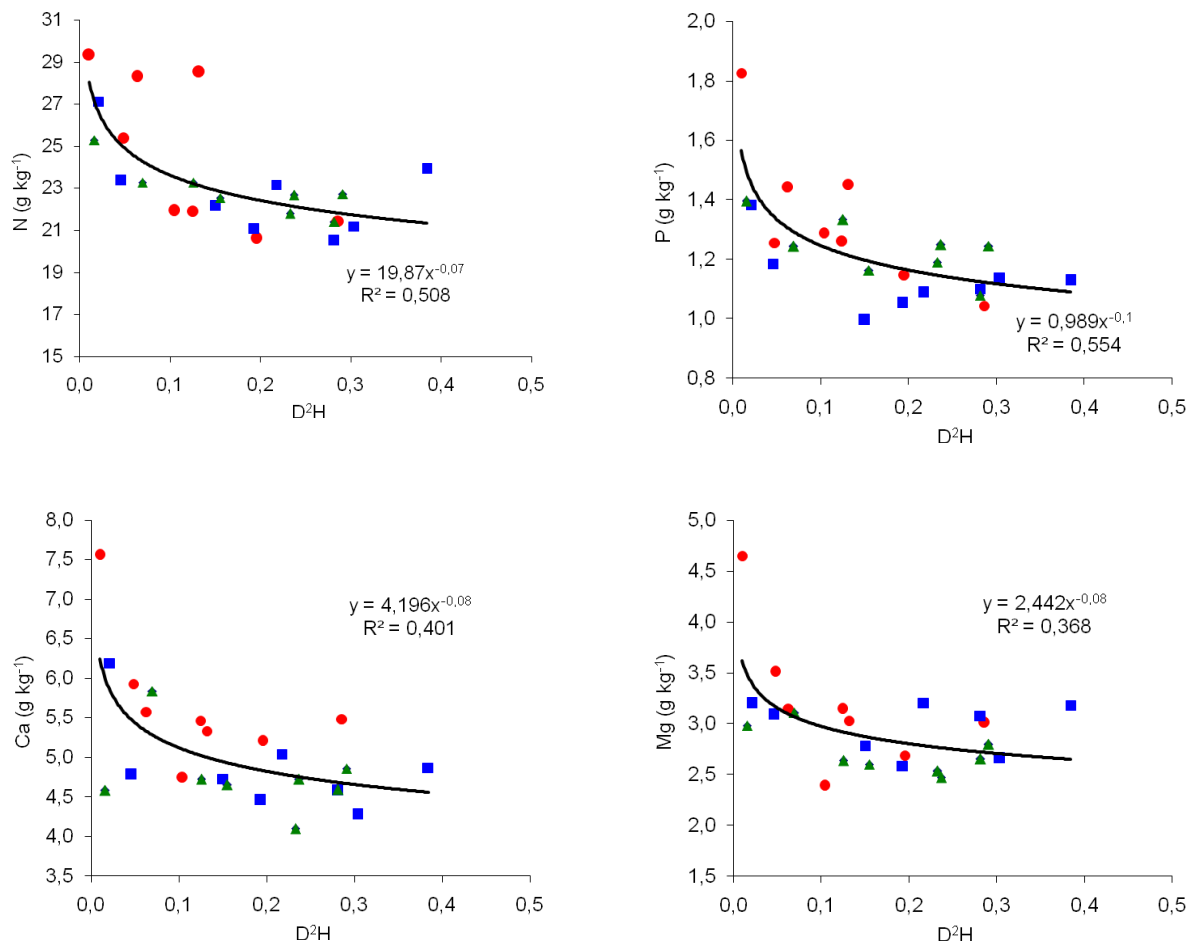 31
29
27
25
23
21
19
17
15
N (g kg⁻¹)
0,0 0,1 0,2 0,3 0,4 0,5
D²H
y = 19,87x⁻⁰,⁰⁷
R² = 0,508
2,0
1,8
1,6
1,4
1,2
1,0
0,8
P (g kg⁻¹)
0,0 0,1 0,2 0,3 0,4 0,5
D²H
y = 0,989x⁻⁰,¹
R² = 0,554
8,0
7,5
7,0
6,5
6,0
5,5
5,0
4,5
4,0
3,5
Ca (g kg⁻¹)
0,0 0,1 0,2 0,3 0,4 0,5
D²H
y = 4,196x⁻⁰,⁰⁸
R² = 0,401
5,0
4,5
4,0
3,5
3,0
2,5
2,0
1,5
Mg (g kg⁻¹)
0,0 0,1 0,2 0,3 0,4 0,5
D²H
y = 2,442x⁻⁰,⁰⁸
R² = 0,368